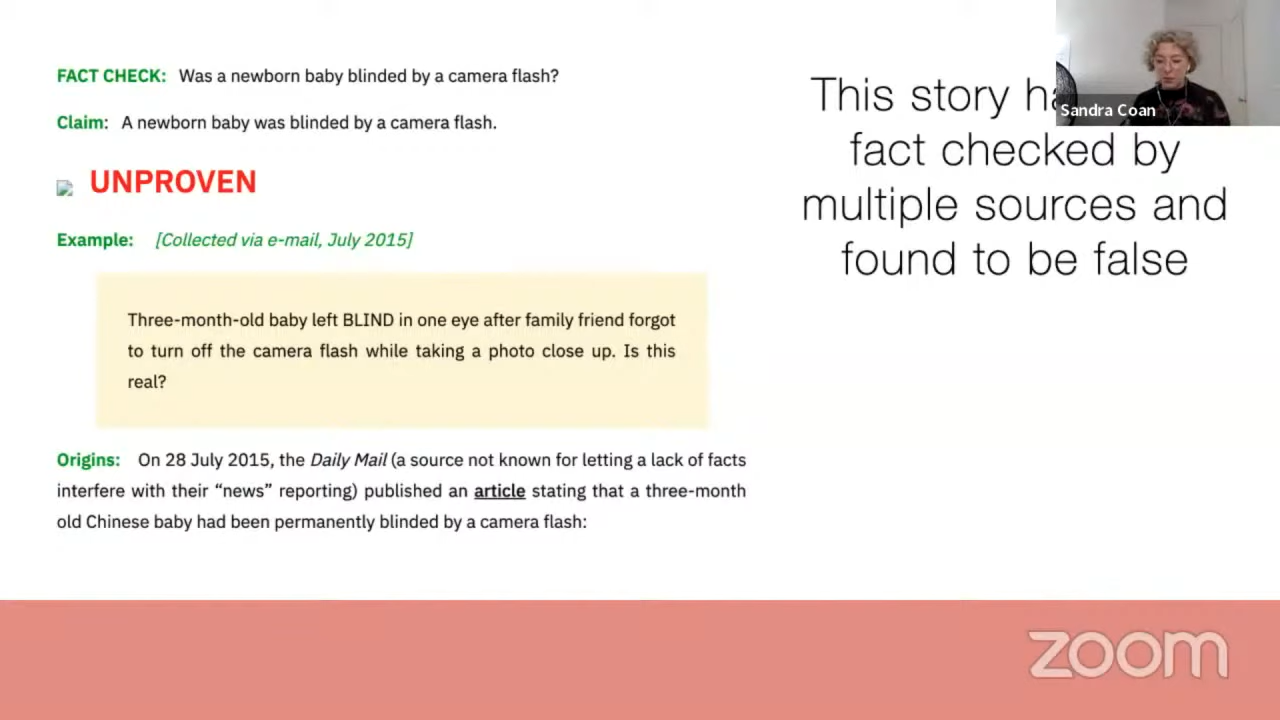 FACT CHECK: Was a newborn baby blinded by a camera flash?
Claim: A newborn baby was blinded by a camera flash.
UNPROVEN
Example: [Collected via e-mail, July 2015]
Three-month-old baby left BLIND in one eye after family friend forgot
to turn off the camera flash while taking a photo close up. Is this
real?
Origins: On 28 July 2015, the Daily Mail (a source not known for letting a lack of facts
interfere with their “news” reporting) published an article stating that a three-month
old Chinese baby had been permanently blinded by a camera flash:
This story
fact checked by
multiple sources and
found to be false
Sandra Coan
zoom